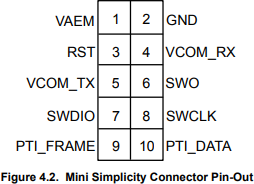 VAEM 1 2 GND
RST 3 4 VCOM_RX
VCOM_TX 5 6 SWO
SWDIO 7 8 SWCLK
PTI_FRAME 9 10 PTI_DATA
Figure 4.2. Mini Simplicity Connector Pin-Out